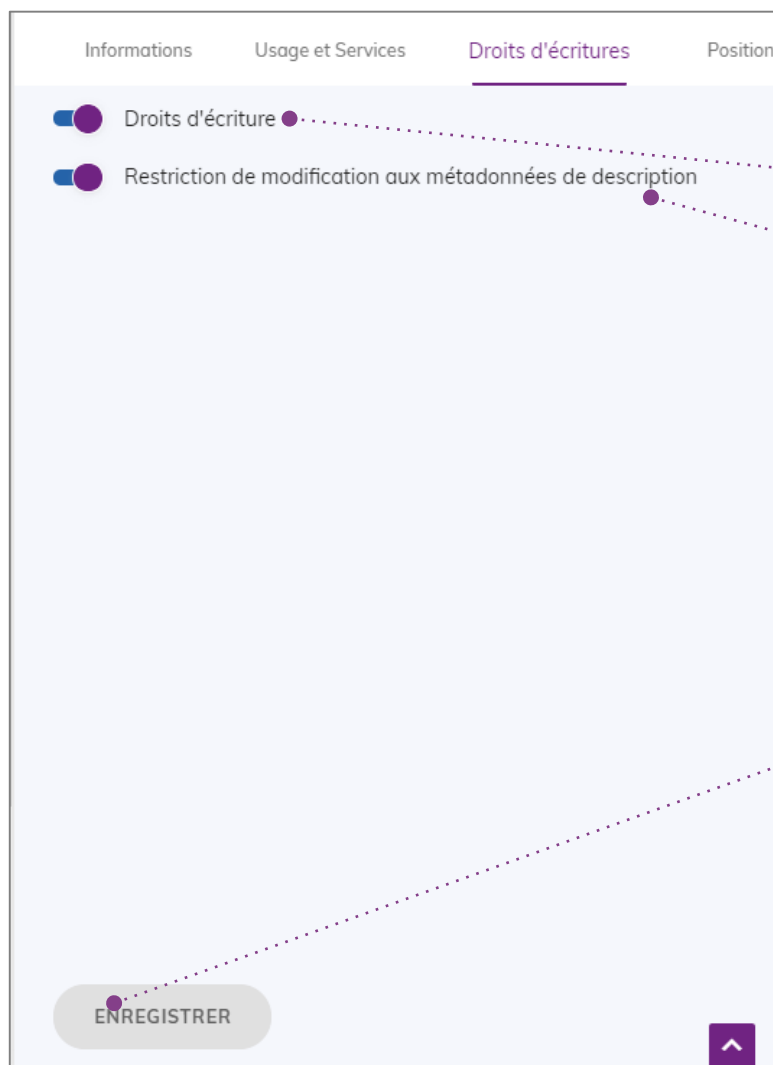 Informations Usage et Services Droits d'écritures Position
Droits d'écriture
Restriction de modification aux métadonnées de description
ENREGISTRER